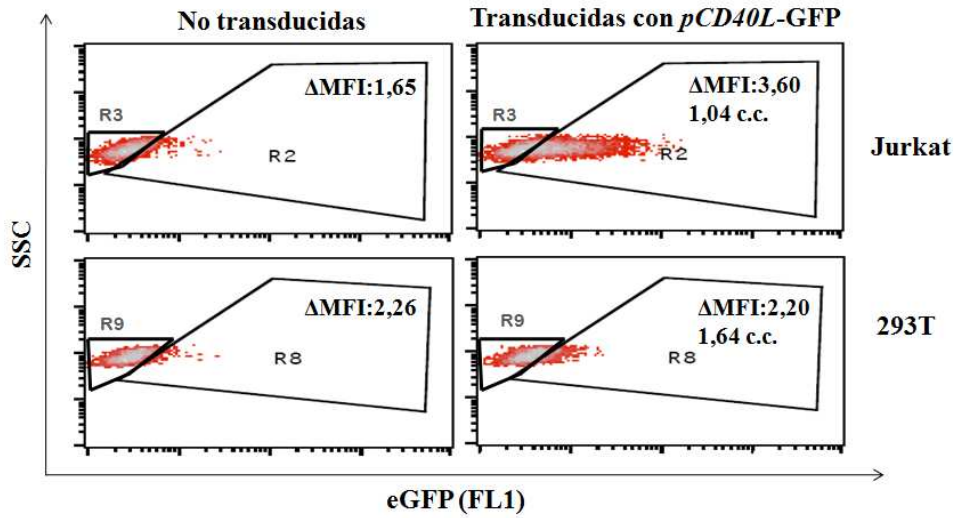 No transducidas
Transducidas con pCD40L-GFP
R3
ΔMFI:1,65
R2
R3
ΔMFI:3,60
1,04 c.c.
R2
Jurkat
R9
ΔMFI:2,26
R8
R9
ΔMFI:2,20
1,64 c.c.
R8
293T
SSC
eGFP (FL1)